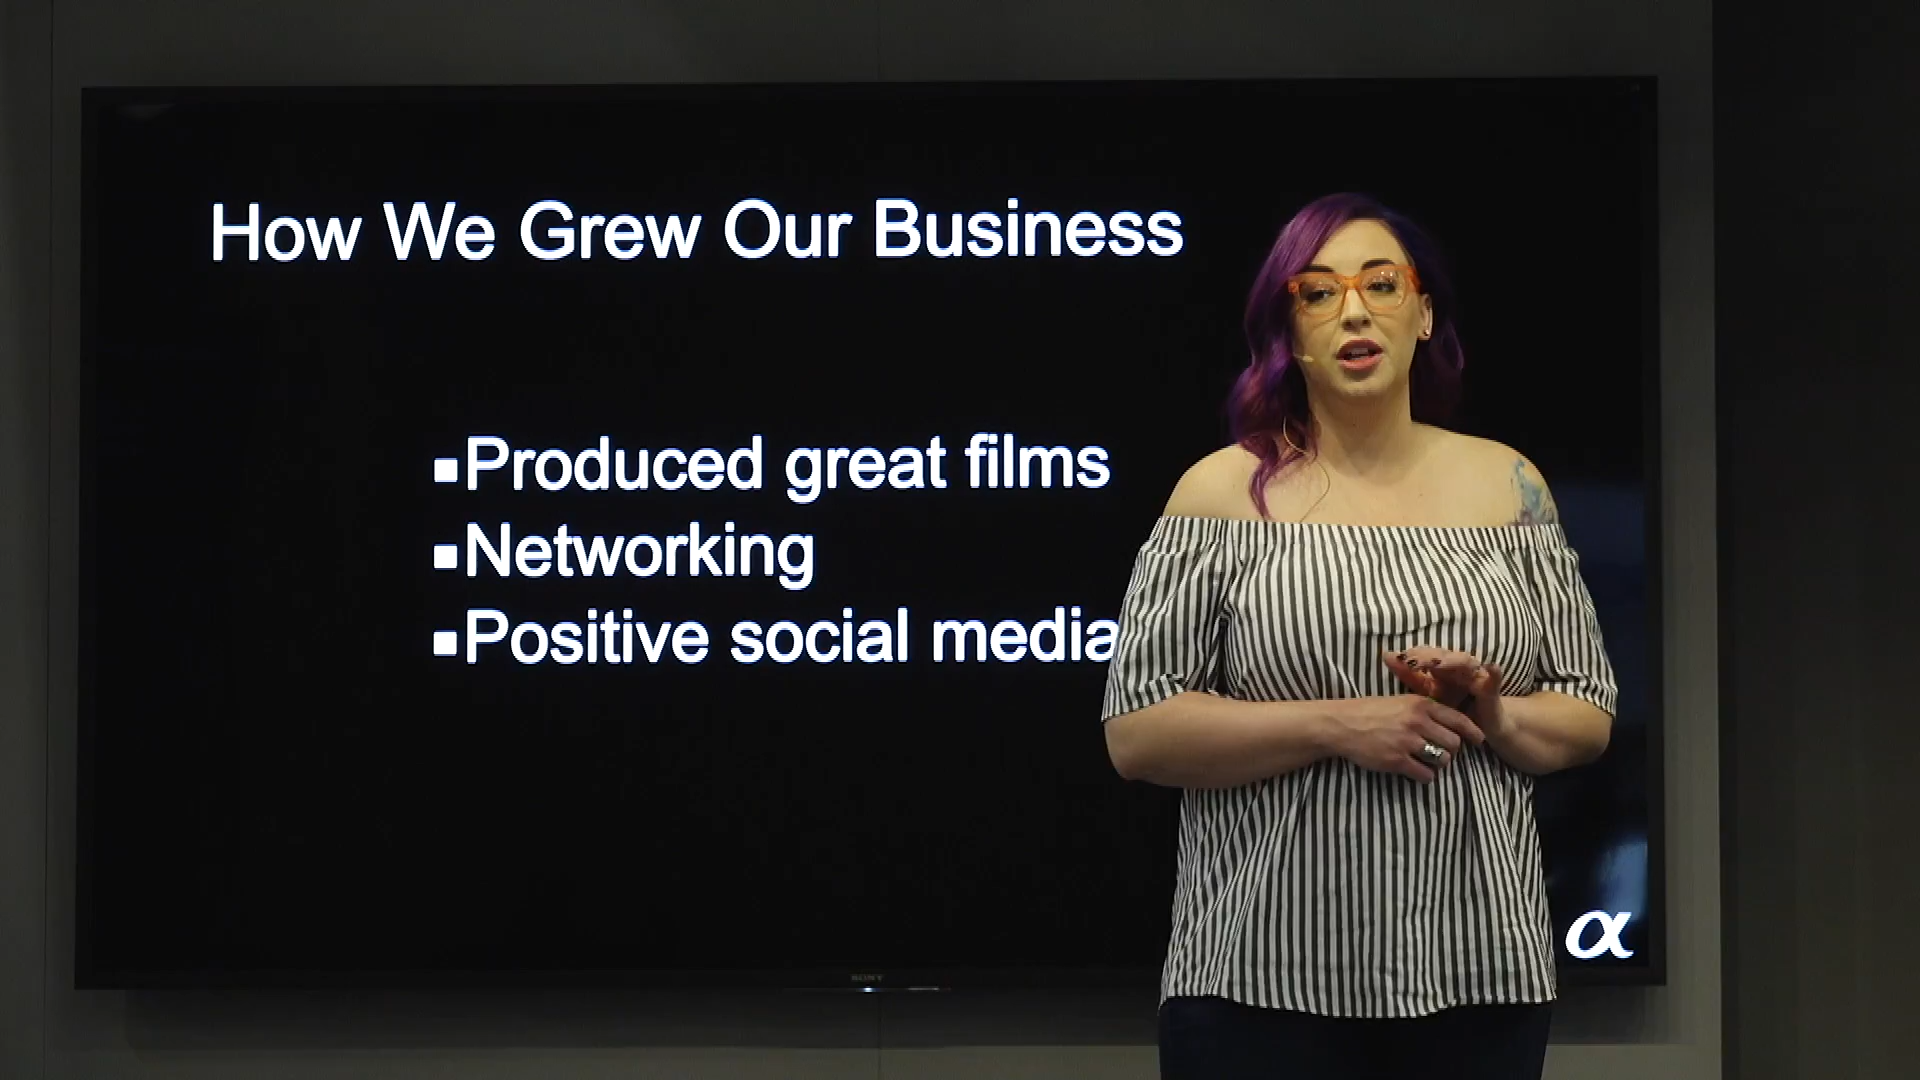 How We Grew Our Business
▪Produced great films
▪Networking
▪Positive social media
α
SONY